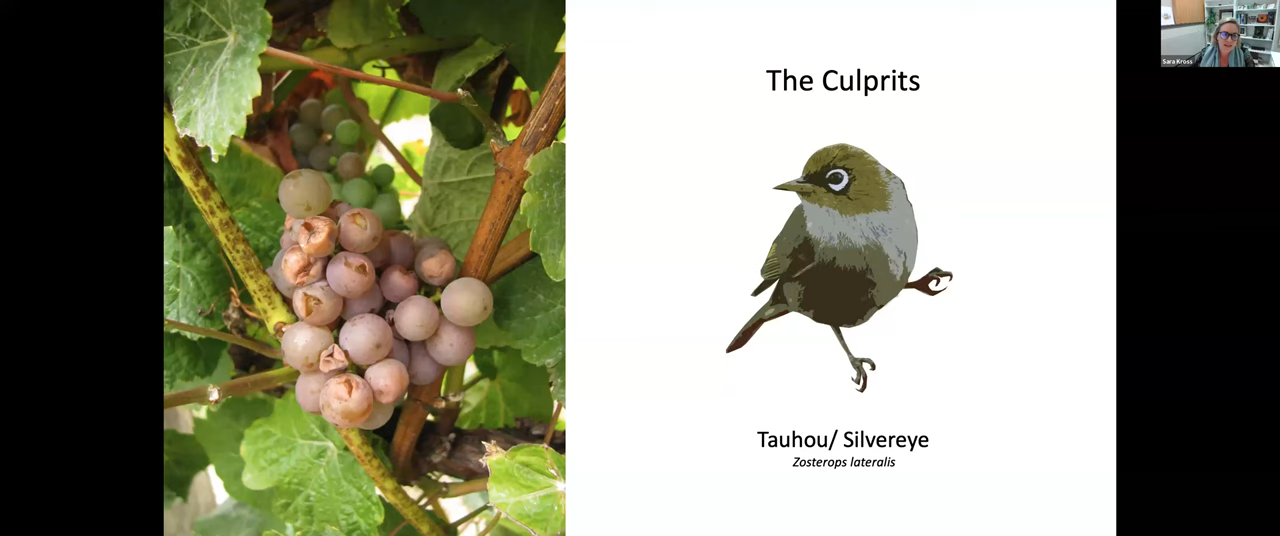 The Culprits
Tauhou/ Silvereye
Zosterops lateralis
Sara Kross